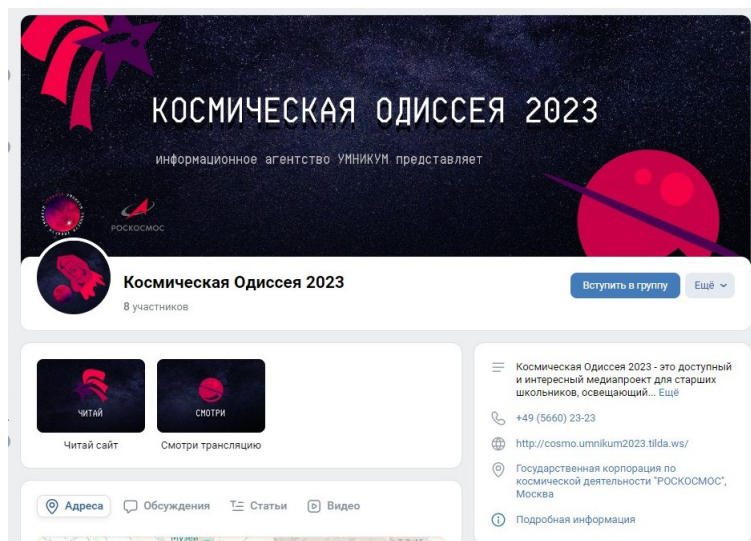 КОСМИЧЕСКАЯ ОДИССЕЯ 2023
информационное агентство УМНИКУМ представляет
РОСКОСМОС
Космическая Одиссея 2023
8 участников
Вступить в группу
Ещё
ЧИТАЙ
СМОТРИ
Читай сайт
Смотри трансляцию
Космическая Одиссея 2023 - это доступный
и интересный медиапроект для старших
школьников, освещающий... Ещё
+49 (5660) 23-23
http://cosmo.umnikum2023.tilda.ws/
Государственная корпорация по
космической деятельности "РОСКОСМОС",
Москва
Подробная информация
Адреса
Обсуждения
Статьи
Видео